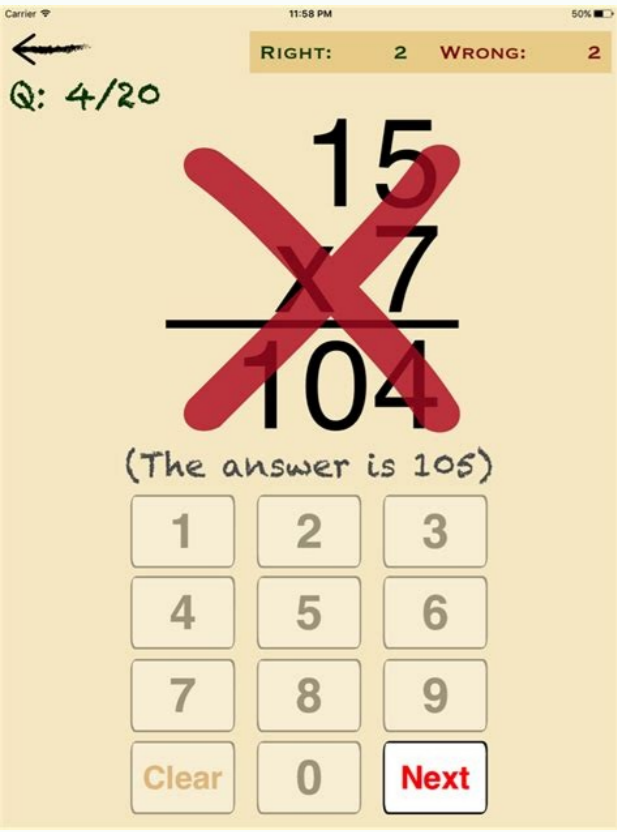 Carrier 11:58 PM 50%
RIGHT: 2 WRONG: 2
Q: 4/20
15
x 7
104
(The answer is 105)
1 2 3
4 5 6
7 8 9
Clear 0 Next